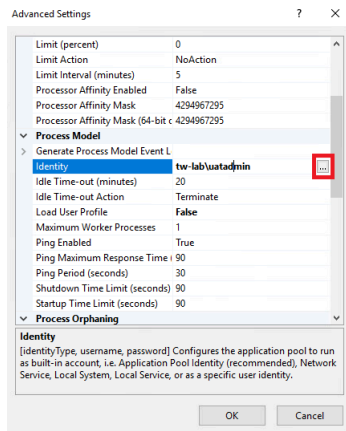 Advanced Settings ? ×
Limit (percent) 0
Limit Action NoAction
Limit Interval (minutes) 5
Processor Affinity Enabled False
Processor Affinity Mask 4294967295
Processor Affinity Mask (64-bit c 4294967295
Process Model
Generate Process Model Event L
Identity tw-lab\uatadmin ...
Idle Time-out (minutes) 20
Idle Time-out Action Terminate
Load User Profile False
Maximum Worker Processes 1
Ping Enabled True
Ping Maximum Response Time ( 90
Ping Period (seconds) 30
Shutdown Time Limit (seconds) 90
Startup Time Limit (seconds) 90
Process Orphaning
Identity
[identityType, username, password] Configures the application pool to run
as built-in account, i.e. Application Pool Identity (recommended), Network
Service, Local System, Local Service, or as a specific user identity.
OK Cancel